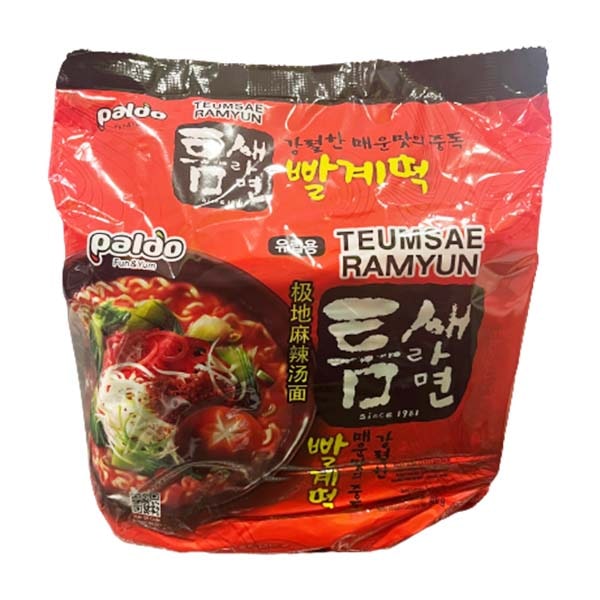 paldo
TEUMSAE
RAMYUN
틈새라면
강렬한 매운맛의 중독
빨계떡
paldo
Fun&Yum
유럽용
TEUMSAE
RAMYUN
极地麻辣汤面
틈새라면
since 1981
강렬한
매운맛의 중독
빨계떡